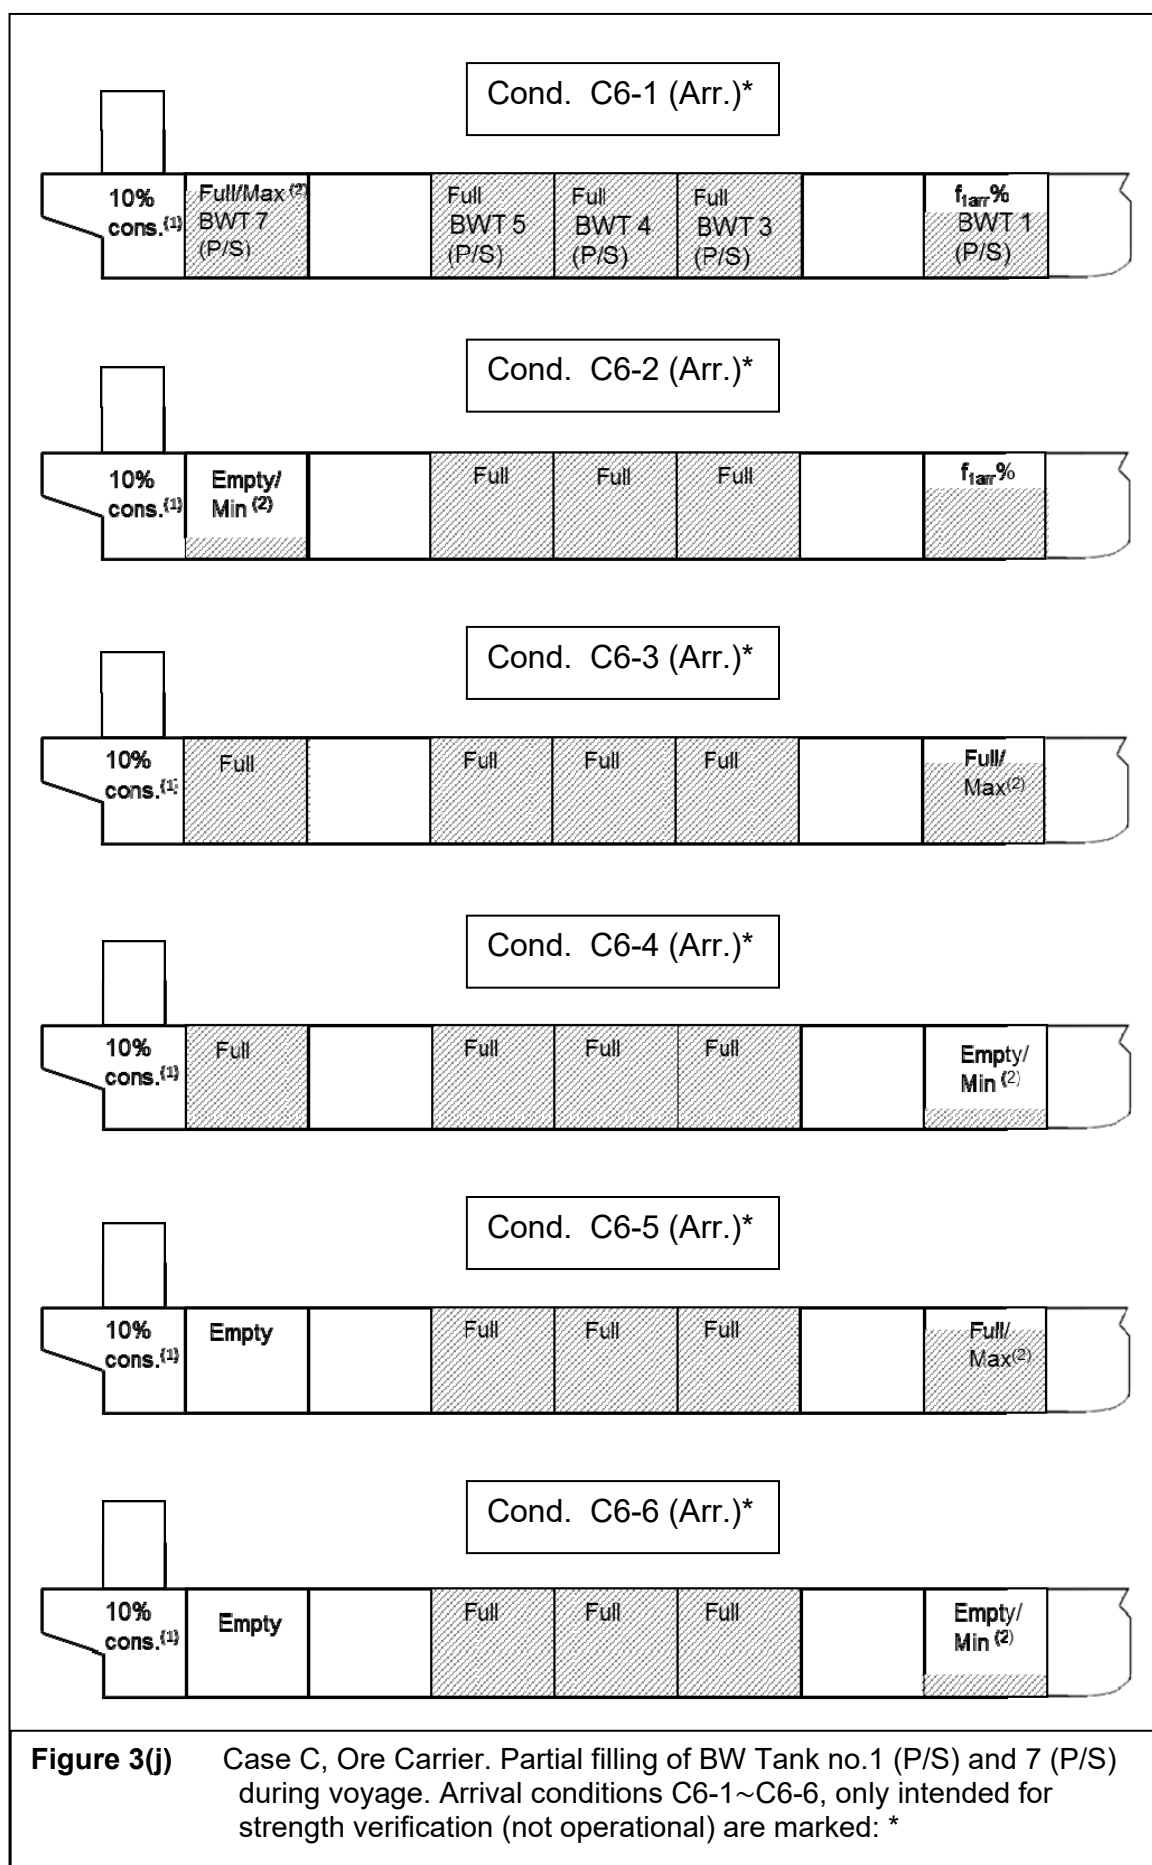 Cond. C6-1 (Arr.)*
10%
cons.(1)
Full/Max (2)
BWT 7
(P/S)
Full
BWT 5
(P/S)
Full
BWT 4
(P/S)
Full
BWT 3
(P/S)
f1arr%
BWT 1
(P/S)
Cond. C6-2 (Arr.)*
10%
cons.(1)
Empty/
Min (2)
Full
Full
Full
f1arr%
Cond. C6-3 (Arr.)*
10%
cons.(1)
Full
Full
Full
Full
Full/
Max(2)
Cond. C6-4 (Arr.)*
10%
cons.(1)
Full
Full
Full
Full
Empty/
Min (2)
Cond. C6-5 (Arr.)*
10%
cons.(1)
Empty
Full
Full
Full
Full/
Max(2)
Cond. C6-6 (Arr.)*
10%
cons.(1)
Empty
Full
Full
Full
Empty/
Min (2)
Figure 3(j) Case C, Ore Carrier. Partial filling of BW Tank no.1 (P/S) and 7 (P/S)
during voyage. Arrival conditions C6-1~C6-6, only intended for
strength verification (not operational) are marked: *